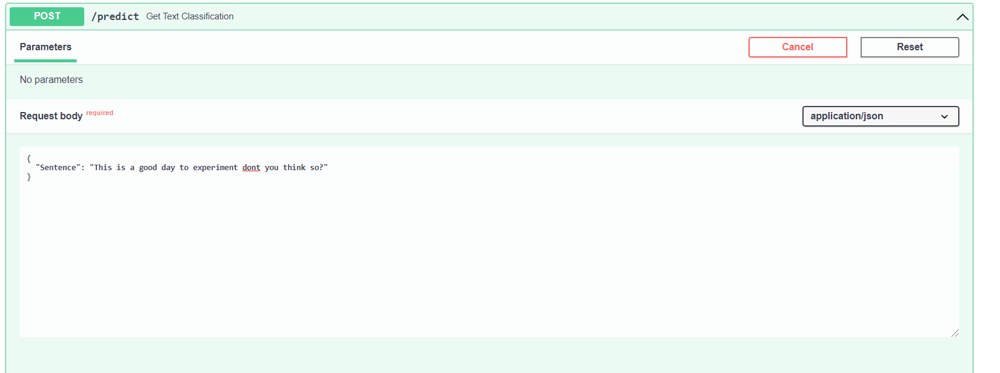 POST /predict Get Text Classification
Parameters Cancel Reset
No parameters
Request body required application/json
{
"Sentence": "This is a good day to experiment dont you think so?"
}